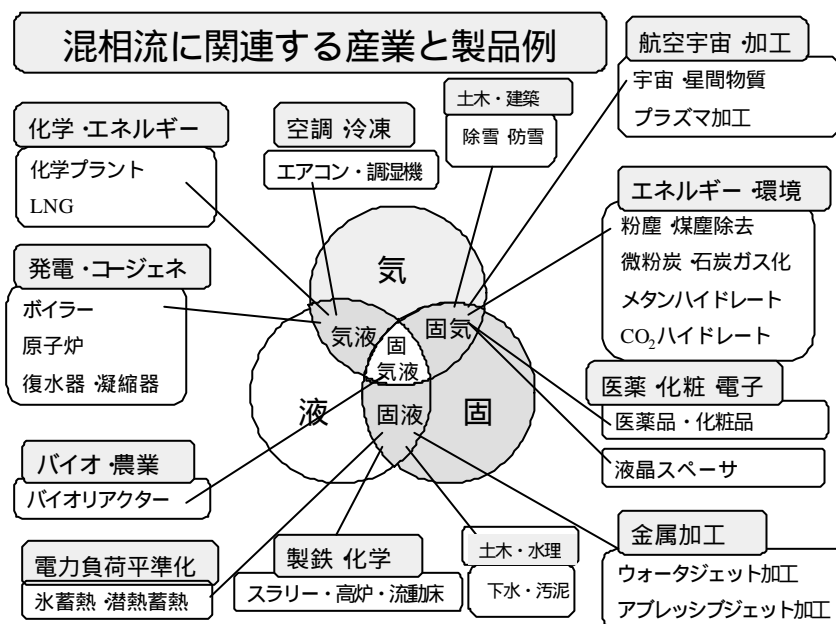 混相流に関連する産業と製品例
航空宇宙・加工
宇宙・星間物質
プラズマ加工
土木・建築
除雪 防雪
化学・エネルギー
化学プラント
LNG
空調・冷凍
エアコン・調湿機
エネルギー・環境
粉塵・煤塵除去
微粉炭・石炭ガス化
メタンハイドレート
CO₂ハイドレート
発電・コージェネ
ボイラー
原子炉
復水器・凝縮器
気
気液
固気
固
気液
液
固液
固
医薬・化粧・電子
医薬品・化粧品
液晶スペーサ
バイオ・農業
バイオリアクター
電力負荷平準化
氷蓄熱・潜熱蓄熱
製鉄・化学
スラリー・高炉・流動床
土木・水理
下水・汚泥
金属加工
ウォータジェット加工
アブレッシブジェット加工